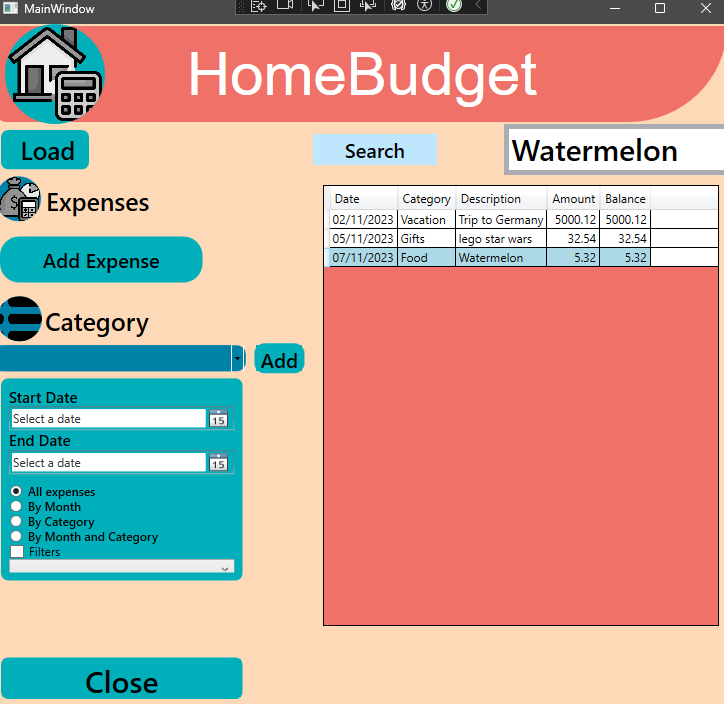 MainWindow
HomeBudget
Load
Search
Watermelon
Expenses
Add Expense
Category
Add
Start Date
Select a date
15
End Date
Select a date
15
All expenses
By Month
By Category
By Month and Category
Filters
Close
Date Category Description Amount Balance
02/11/2023 Vacation Trip to Germany 5000.12 5000.12
05/11/2023 Gifts lego star wars 32.54 32.54
07/11/2023 Food Watermelon 5.32 5.32